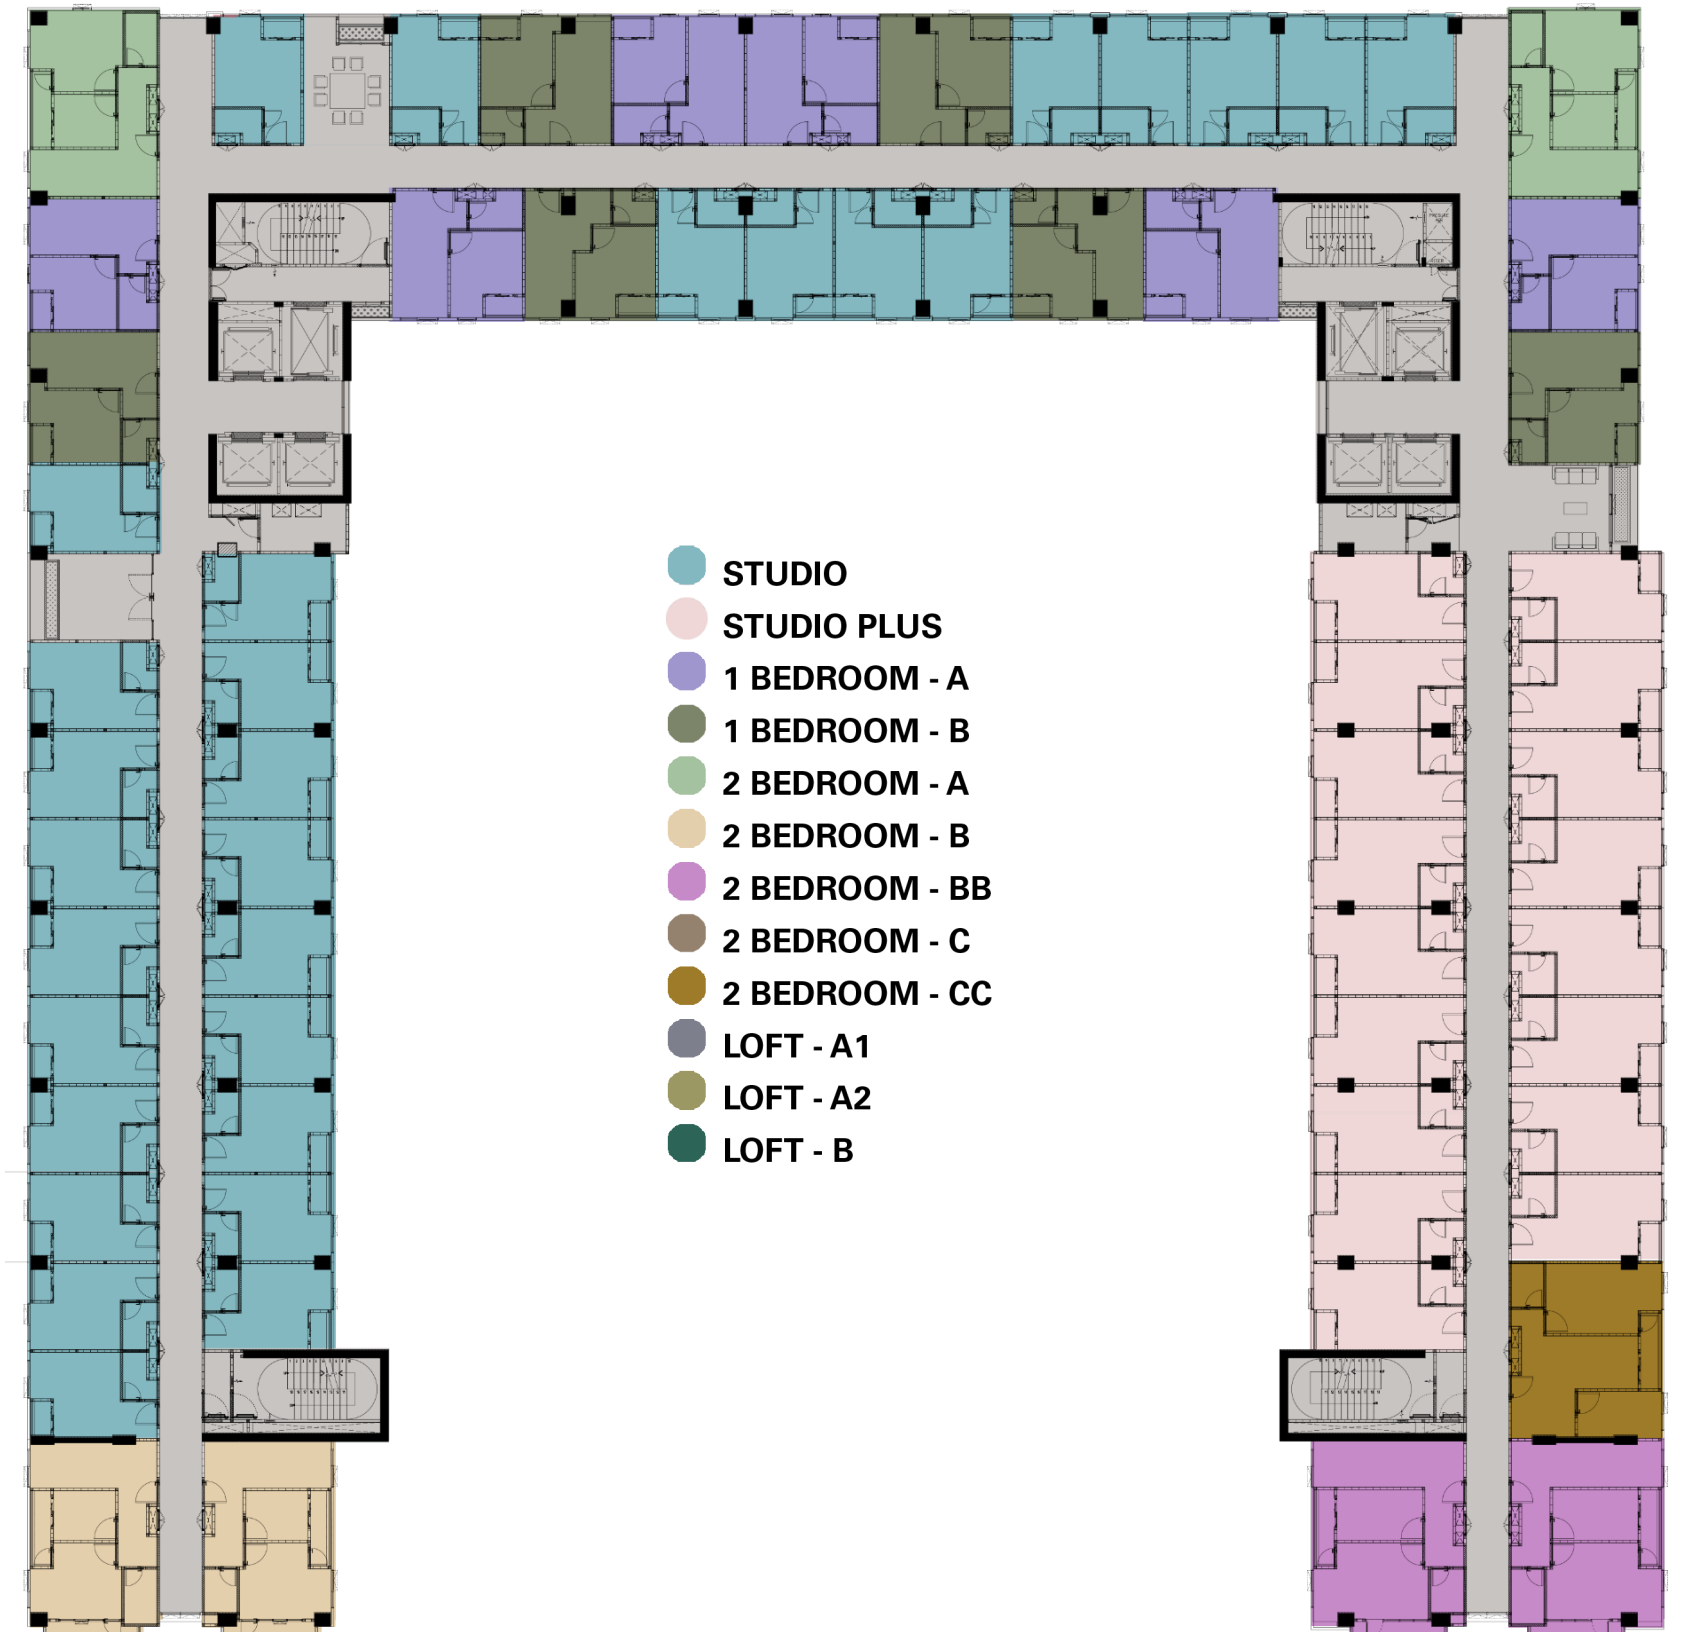 STUDIO
STUDIO PLUS
1 BEDROOM - A
1 BEDROOM - B
2 BEDROOM - A
2 BEDROOM - B
2 BEDROOM - BB
2 BEDROOM - C
2 BEDROOM - CC
LOFT - A1
LOFT - A2
LOFT - B